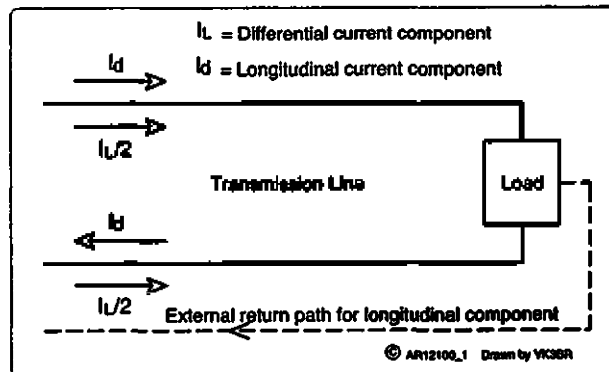 IL = Differential current component
Id Id = Longitudinal current component
IL/2
Transmission Line Load
Id
IL/2
External return path for longitudinal component
© AR12100_1 Drawn by VK3BR